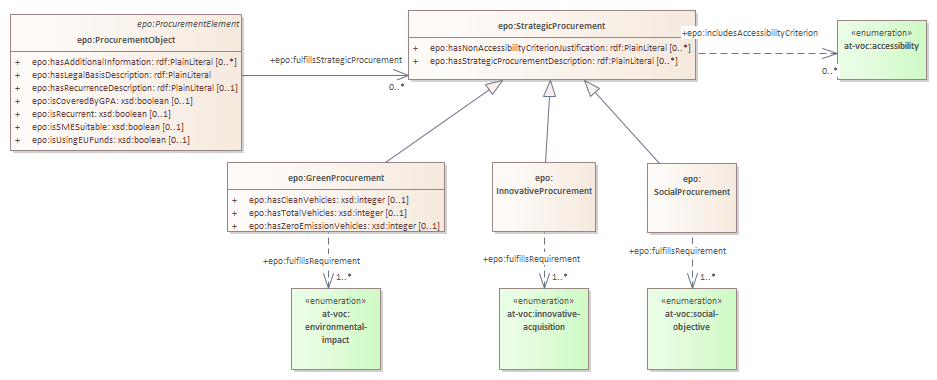 epo:ProcurementElement
epo:ProcurementObject
+ epo:hasAdditionalInformation: rdf:PlainLiteral [0..*]
+ epo:hasLegalBasisDescription: rdf:PlainLiteral
+ epo:hasRecurrenceDescription: rdf:PlainLiteral [0..1]
+ epo:isCoveredByGPA: xsd:boolean [0..1]
+ epo:isRecurrent: xsd:boolean [0..1]
+ epo:isSMESuitable: xsd:boolean [0..1]
+ epo:isUsingEUFunds: xsd:boolean [0..1]
+epo:fulfillsStrategicProcurement
0..*
epo:StrategicProcurement
+ epo:hasNonAccessibilityCriterionJustification: rdf:PlainLiteral [0..*]
+ epo:hasStrategicProcurementDescription: rdf:PlainLiteral [0..*]
+epo:includesAccessibilityCriterion
0..*
«enumeration»
at-voc:accessibility
epo:GreenProcurement
+ epo:hasCleanVehicles: xsd:integer [0..1]
+ epo:hasTotalVehicles: xsd:integer [0..1]
+ epo:hasZeroEmissionVehicles: xsd:integer [0..1]
epo:
InnovativeProcurement
epo:
SocialProcurement
+epo:fulfillsRequirement
1..*
+epo:fulfillsRequirement
1..*
+epo:fulfillsRequirement
1..*
«enumeration»
at-voc:
environmental-
impact
«enumeration»
at-voc:innovative-
acquisition
«enumeration»
at-voc:social-
objective